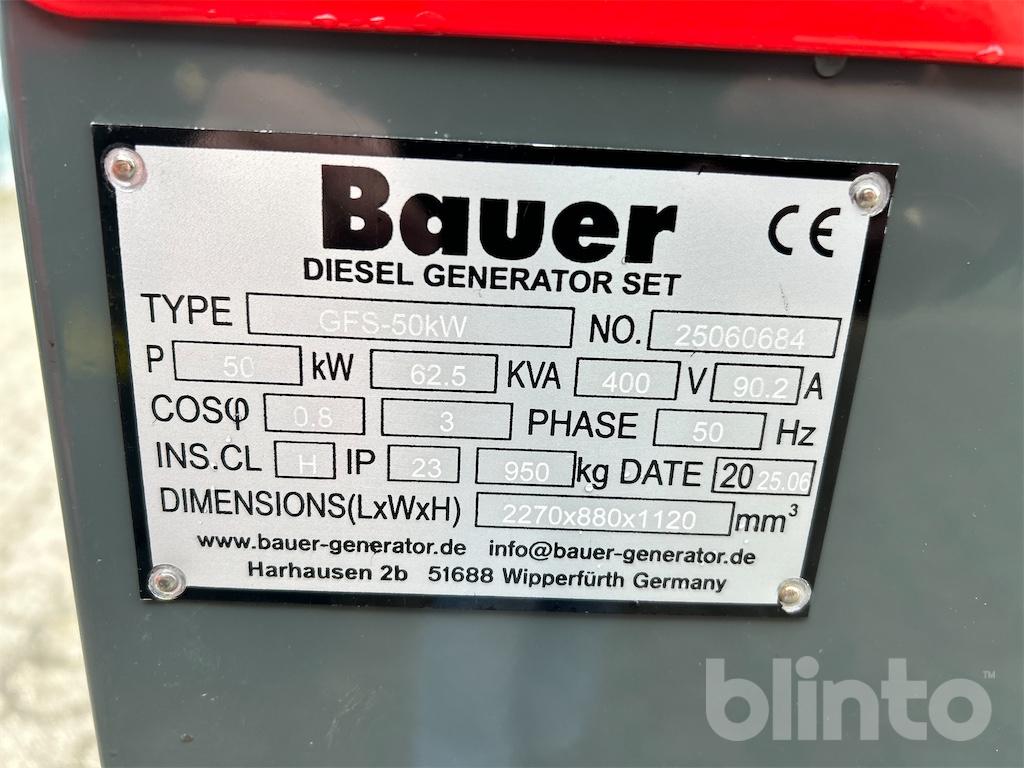 Bauer CE
DIESEL GENERATOR SET
TYPE GFS-50kW NO. 25060684
P 50 kW 62.5 KVA 400 V 90.2 A
COSφ 0.8 3 PHASE 50 Hz
INS.CL H IP 23 950 kg DATE 2025.06
DIMENSIONS(LxWxH) 2270x880x1120 mm³
www.bauer-generator.de info@bauer-generator.de
Harhausen 2b 51688 Wipperfürth Germany
blinto™